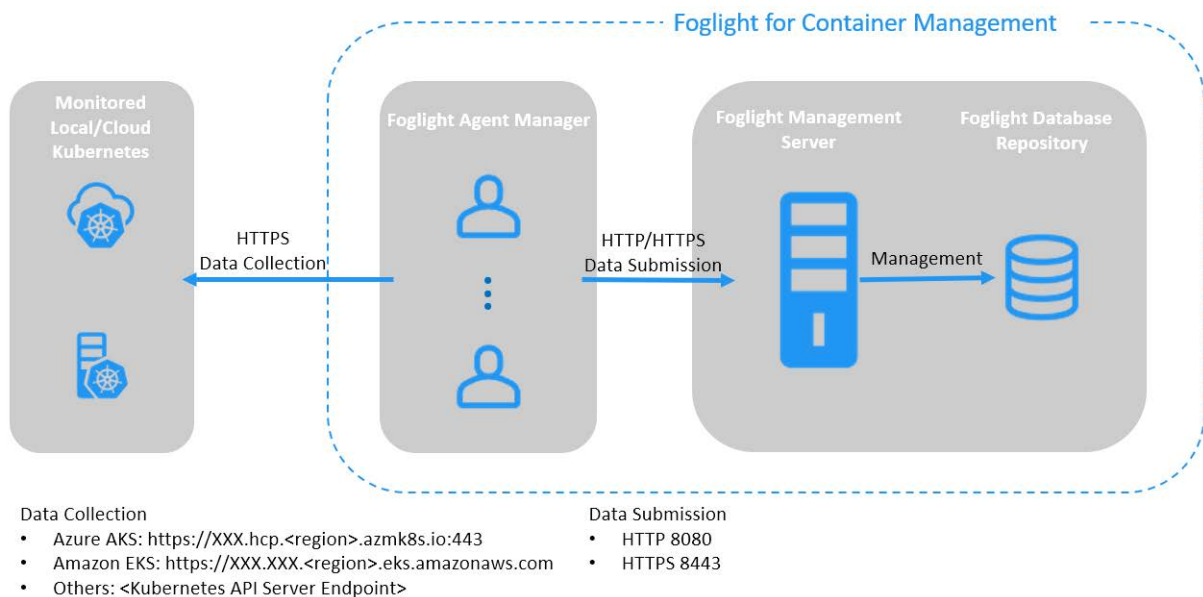 Foglight for Container Management
Monitored
Local/Cloud
Kubernetes
Foglight Agent Manager
Foglight Management
Server
Foglight Database
Repository
HTTPS
Data Collection
HTTP/HTTPS
Data Submission
Management
Data Collection
• Azure AKS: https://XXX.hcp.<region>.azmk8s.io:443
• Amazon EKS: https://XXX.XXX.<region>.eks.amazonaws.com
• Others: <Kubernetes API Server Endpoint>
Data Submission
• HTTP 8080
• HTTPS 8443